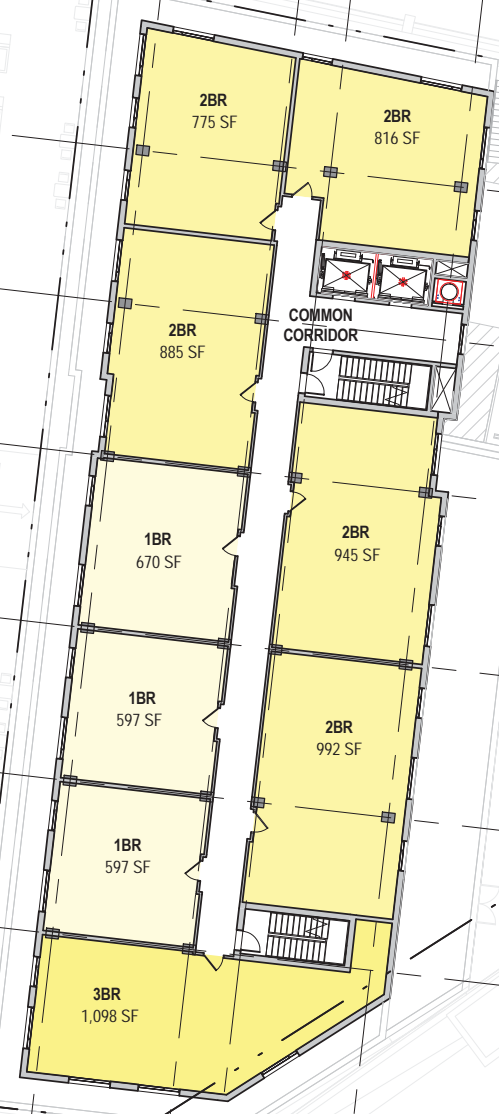 2BR
775 SF
2BR
816 SF
2BR
885 SF
COMMON
CORRIDOR
1BR
670 SF
2BR
945 SF
1BR
597 SF
2BR
992 SF
1BR
597 SF
3BR
1,098 SF